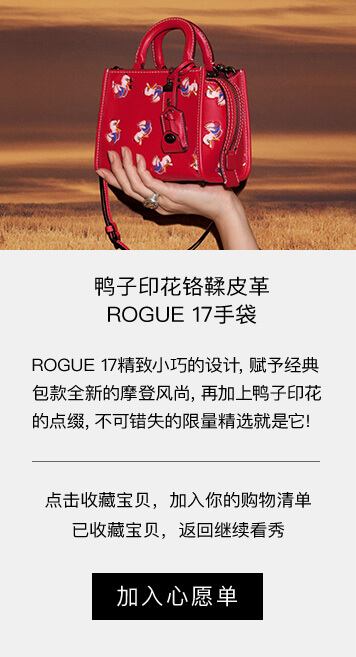 鸭子印花铬鞣皮革
ROGUE 17手袋
ROGUE 17精致小巧的设计, 赋予经典
包款全新的摩登风尚, 再加上鸭子印花
的点缀, 不可错失的限量精选就是它!
点击收藏宝贝，加入你的购物清单
已收藏宝贝，返回继续看秀
加入心愿单